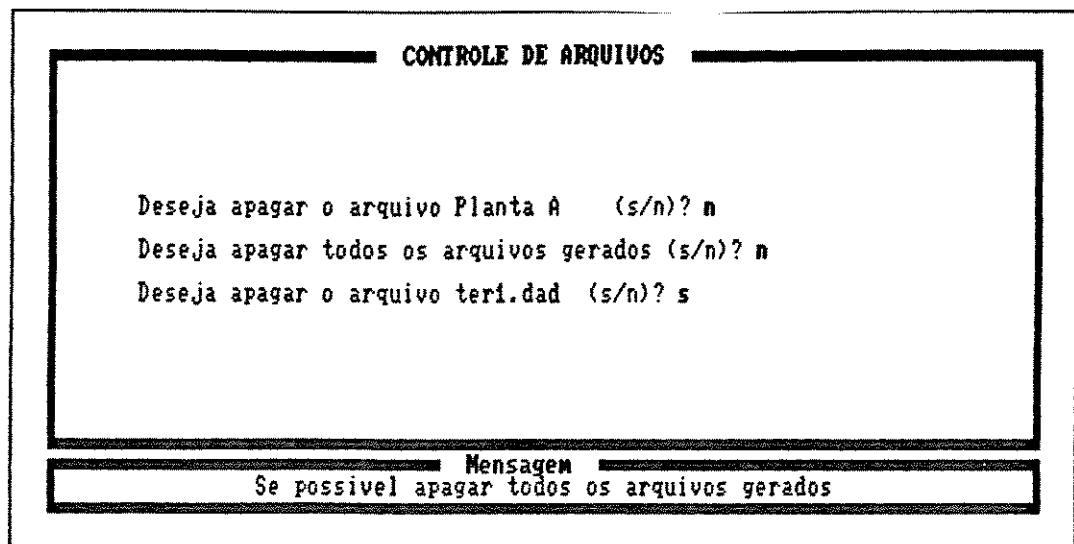 CONTROLE DE ARQUIVOS
Deseja apagar o arquivo Planta A (s/n)? n
Deseja apagar todos os arquivos gerados (s/n)? n
Deseja apagar o arquivo ter1.dad (s/n)? s
Mensagem
Se possivel apagar todos os arquivos gerados